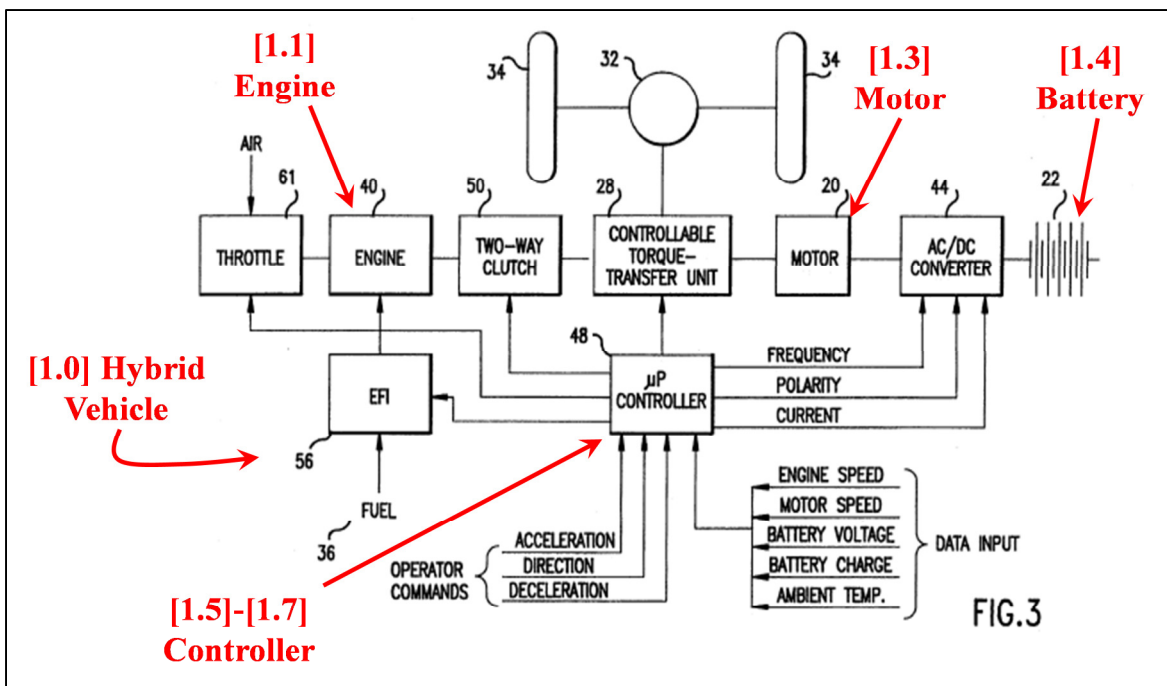 [1.1]
Engine
34
32
34
[1.3]
Motor
[1.4]
Battery
AIR
61
40
50
28
20
44
22
THROTTLE
ENGINE
TWO-WAY
CLUTCH
CONTROLLABLE
TORQUE-
TRANSFER UNIT
MOTOR
AC/DC
CONVERTER
48
μP
CONTROLLER
FREQUENCY
POLARITY
CURRENT
[1.0] Hybrid
Vehicle
EFI
56
FUEL
36
ACCELERATION
DIRECTION
DECELERATION
OPERATOR
COMMANDS
ENGINE SPEED
MOTOR SPEED
BATTERY VOLTAGE
BATTERY CHARGE
AMBIENT TEMP.
DATA INPUT
[1.5]-[1.7]
Controller
FIG.3